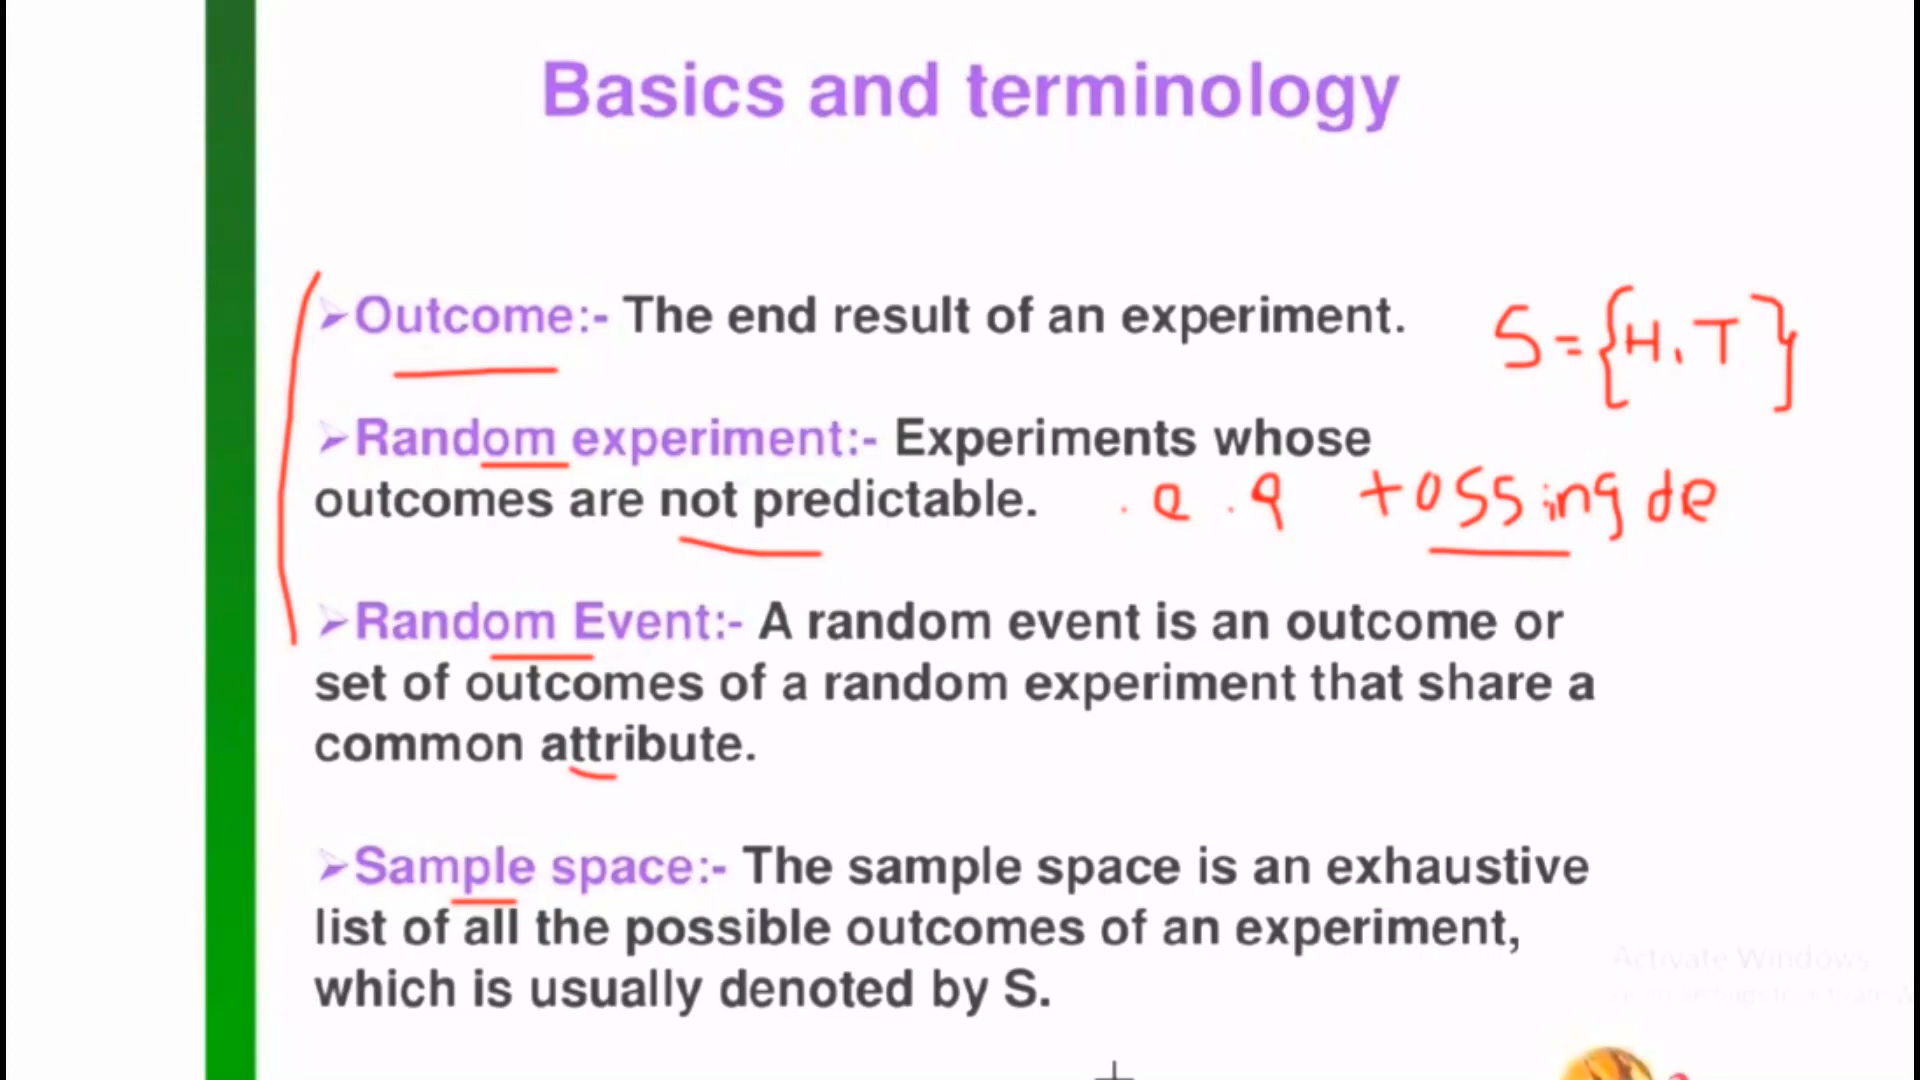 Basics and terminology
➢Outcome:- The end result of an experiment.
S={H,T}
➢Random experiment:- Experiments whose
outcomes are not predictable.
.e.g tossing de
➢Random Event:- A random event is an outcome or
set of outcomes of a random experiment that share a
common attribute.
➢Sample space:- The sample space is an exhaustive
list of all the possible outcomes of an experiment,
which is usually denoted by S.
Activate Windows